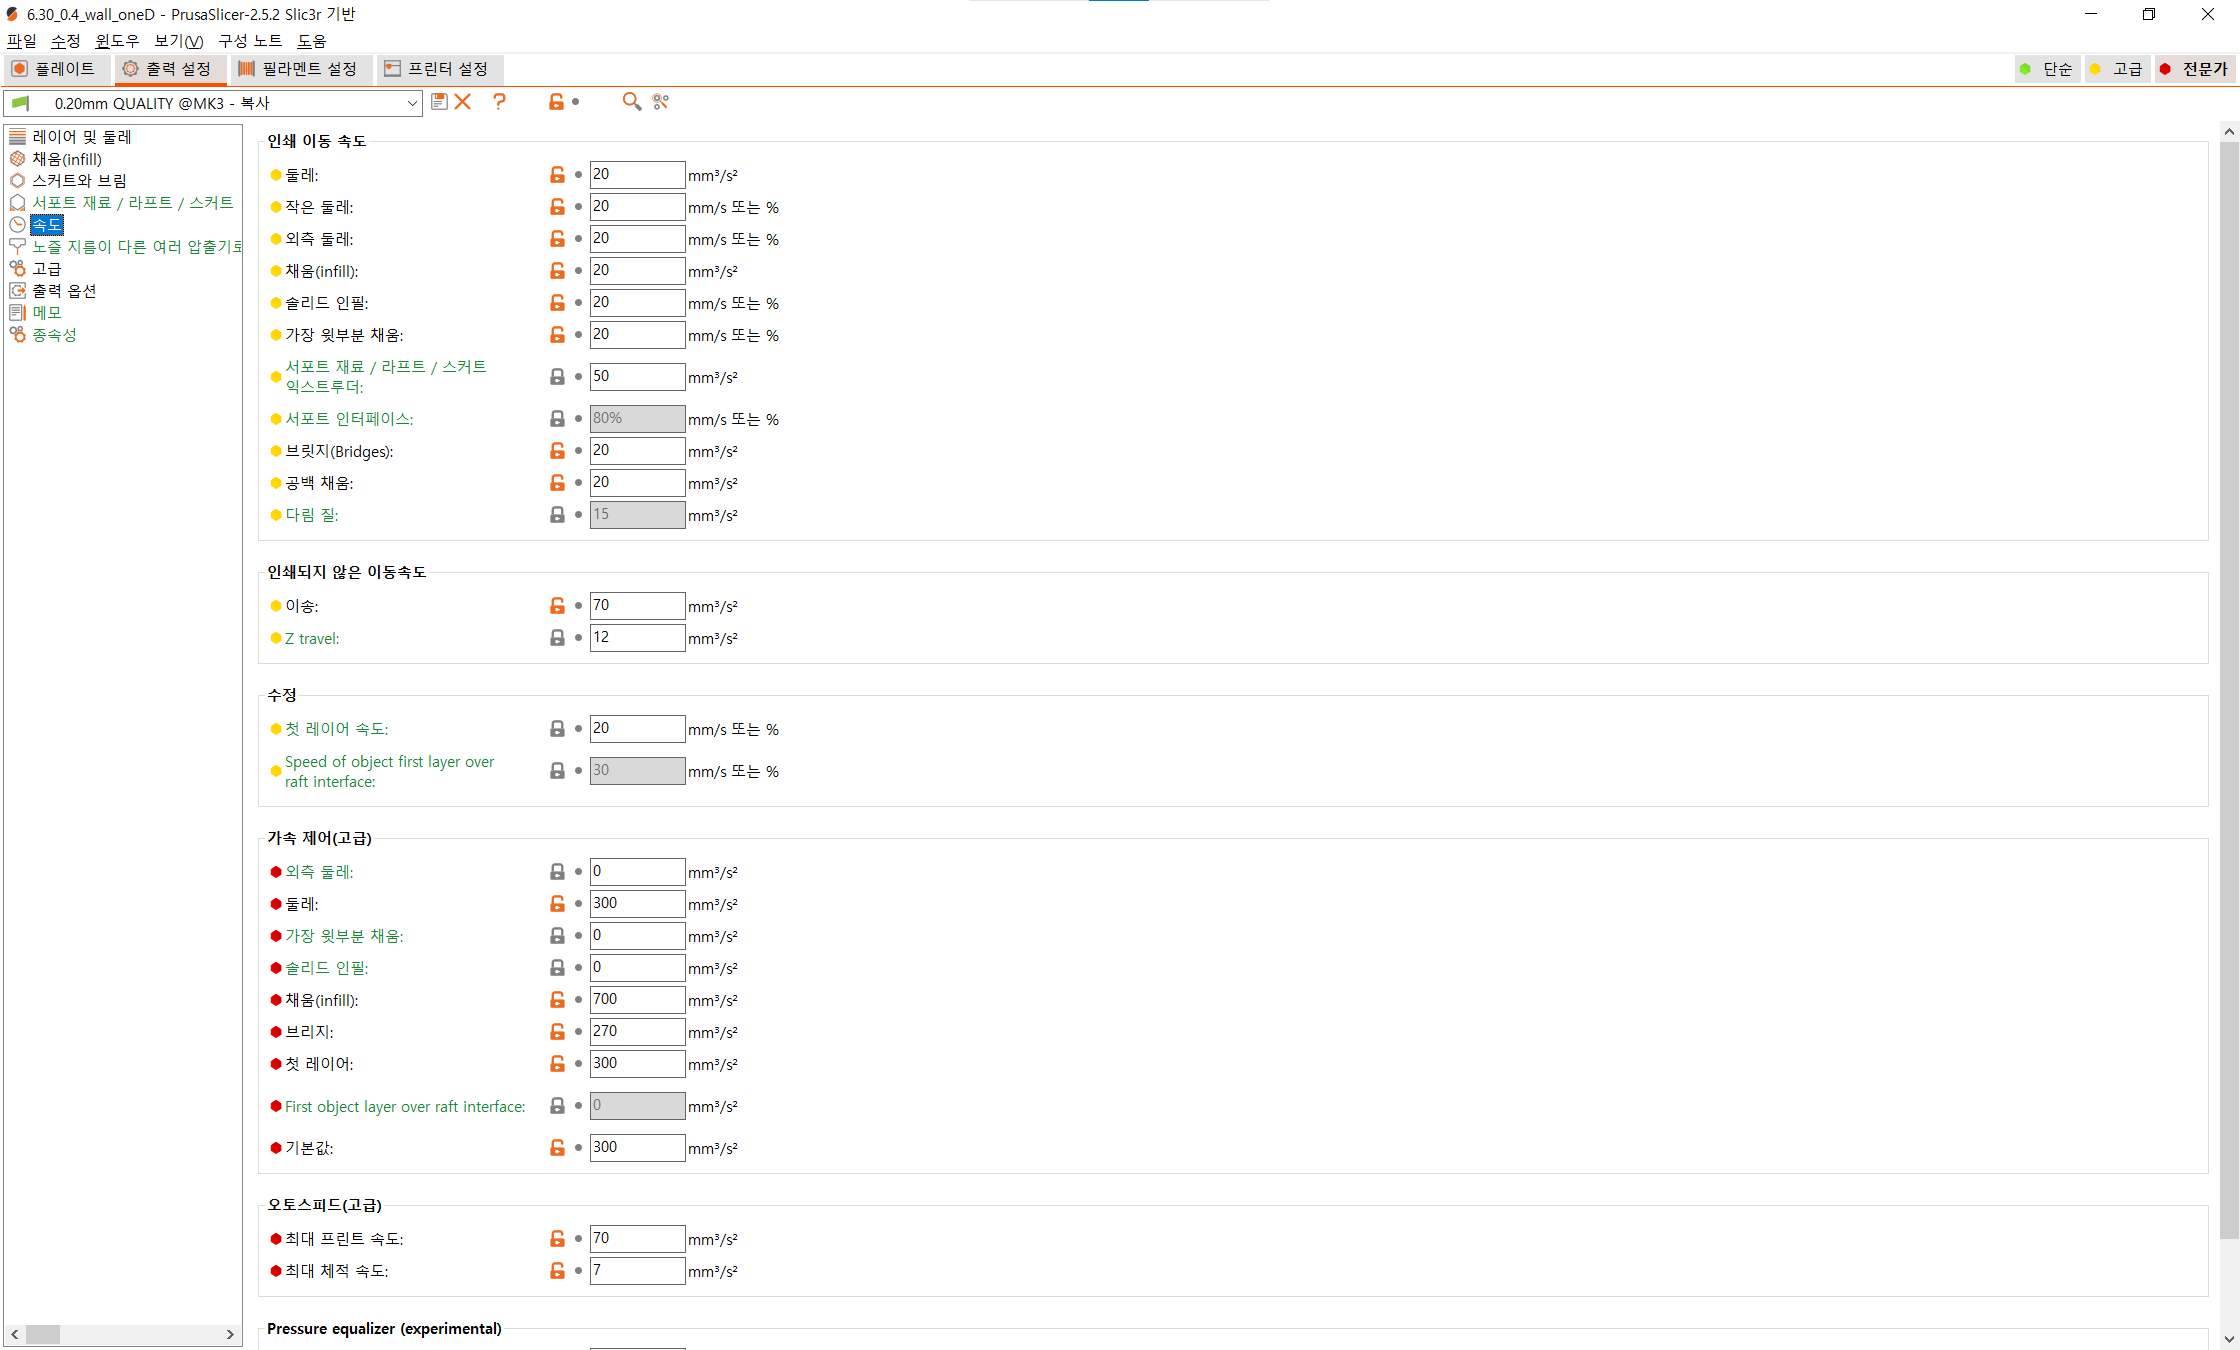 6.30_0.4_wall_oneD - PrusaSlicer-2.5.2 Slic3r 기반
파일 수정 윈도우 보기(V) 구성 노트 도움
플레이트 출력 설정 필라멘트 설정 프린터 설정 단순 고급 전문가
0.20mm QUALITY @MK3 - 복사
레이어 및 둘레
채움(infill)
스커트와 브림
서포트 재료 / 라프트 / 스커트
속도
노즐 지름이 다른 여러 압출기로
고급
출력 옵션
메모
종속성
인쇄 이동 속도
둘레: 20 mm³/s²
작은 둘레: 20 mm/s 또는 %
외측 둘레: 20 mm/s 또는 %
채움(infill): 20 mm³/s²
솔리드 인필: 20 mm/s 또는 %
가장 윗부분 채움: 20 mm/s 또는 %
서포트 재료 / 라프트 / 스커트
익스트루더: 50 mm³/s²
서포트 인터페이스: 80% mm/s 또는 %
브릿지(Bridges): 20 mm³/s²
공백 채움: 20 mm³/s²
다림 질: 15 mm³/s²
인쇄되지 않은 이동속도
이송: 70 mm³/s²
Z travel: 12 mm³/s²
수정
첫 레이어 속도: 20 mm/s 또는 %
Speed of object first layer over
raft interface: 30 mm/s 또는 %
가속 제어(고급)
외측 둘레: 0 mm³/s²
둘레: 300 mm³/s²
가장 윗부분 채움: 0 mm³/s²
솔리드 인필: 0 mm³/s²
채움(infill): 700 mm³/s²
브리지: 270 mm³/s²
첫 레이어: 300 mm³/s²
First object layer over raft interface: 0 mm³/s²
기본값: 300 mm³/s²
오토스피드(고급)
최대 프린트 속도: 70 mm³/s²
최대 체적 속도: 7 mm³/s²
Pressure equalizer (experimental)